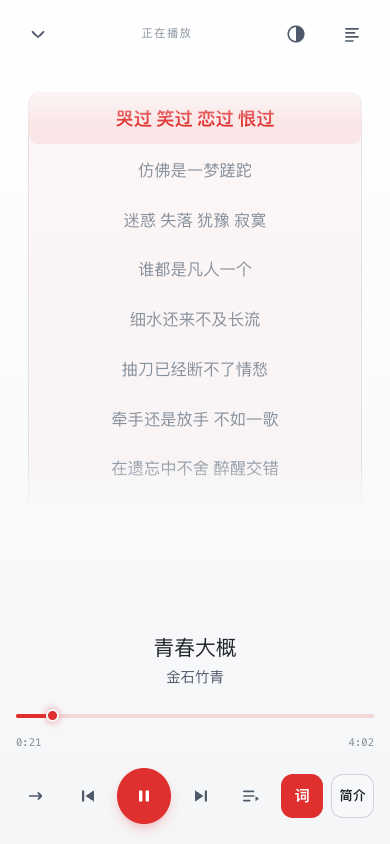 正在播放
哭过 笑过 恋过 恨过
仿佛是一梦蹉跎
迷惑 失落 犹豫 寂寞
谁都是凡人一个
细水还来不及长流
抽刀已经断不了情愁
牵手还是放手 不如一歌
在遗忘中不舍 醉醒交错
青春大概
金石竹青
0:21
4:02
词
简介